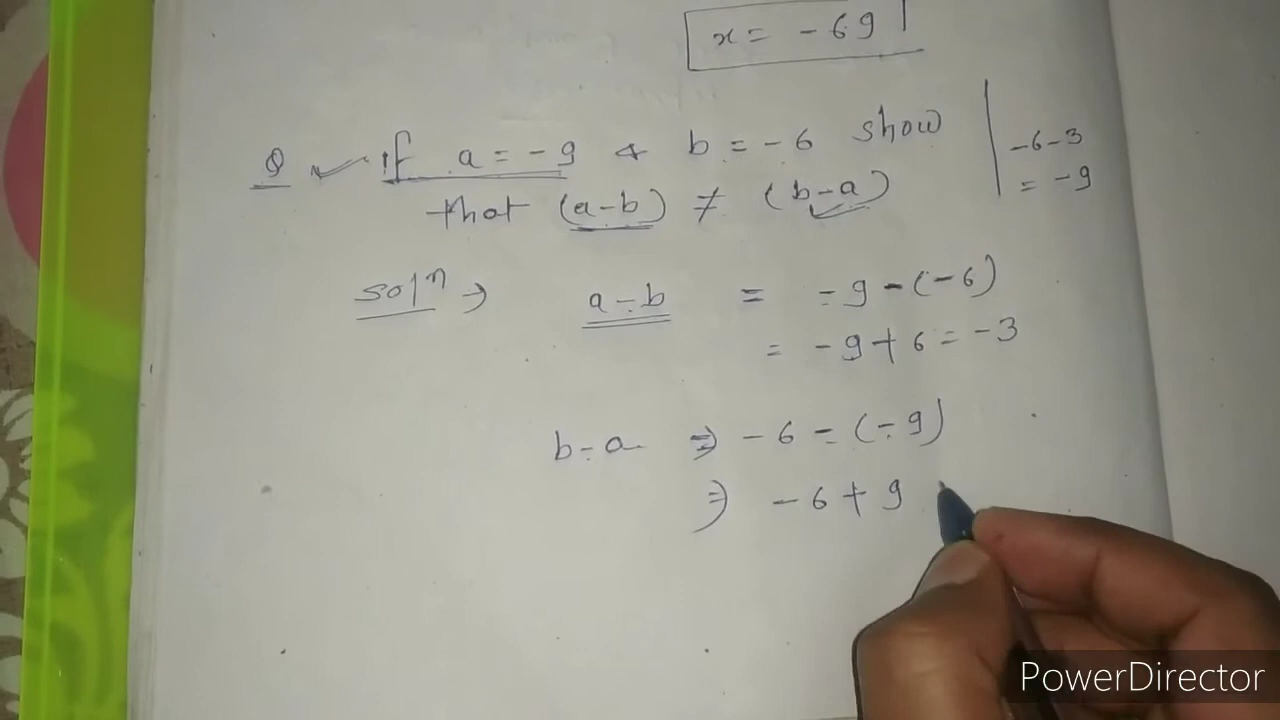 x = -69
Q ✓ If a = -9 & b = -6 show
that (a-b) ≠ (b-a)
-6-3
= -9
solⁿ → a-b = -9-(-6)
= -9+6 = -3
b-a ⇒ -6-(-9)
⇒ -6+9
PowerDirector